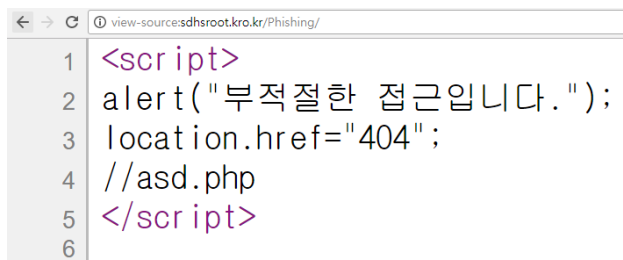 view-source:sdhsroot.kro.kr/Phishing/
1 <script>
2 alert("부적절한 접근입니다.");
3 location.href="404";
4 //asd.php
5 </script>
6